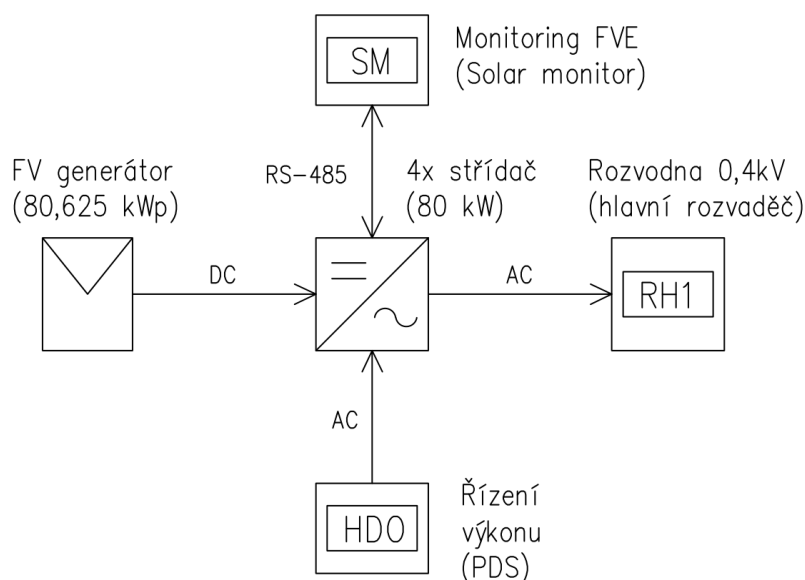 SM
Monitoring FVE
(Solar monitor)
FV generátor
(80,625 kWp)
RS-485
4x střídač
(80 kW)
Rozvodna 0,4kV
(hlavní rozvaděč)
DC
AC
RH1
AC
HDO
Řízení
výkonu
(PDS)